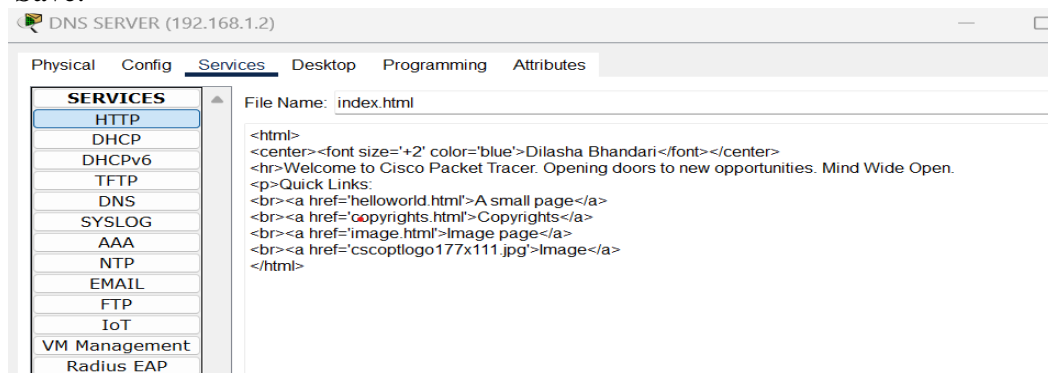 DNS SERVER (192.168.1.2)
Physical Config Services Desktop Programming Attributes
SERVICES
HTTP
DHCP
DHCPv6
TFTP
DNS
SYSLOG
AAA
NTP
EMAIL
FTP
IoT
VM Management
Radius EAP
File Name: index.html
<html>
<center><font size='+2' color='blue'>Dilasha Bhandari</font></center>
<hr>Welcome to Cisco Packet Tracer. Opening doors to new opportunities. Mind Wide Open.
<p>Quick Links:
<br><a href='helloworld.html'>A small page</a>
<br><a href='copyrights.html'>Copyrights</a>
<br><a href='image.html'>Image page</a>
<br><a href='cscoptlogo177x111.jpg'>Image</a>
</html>